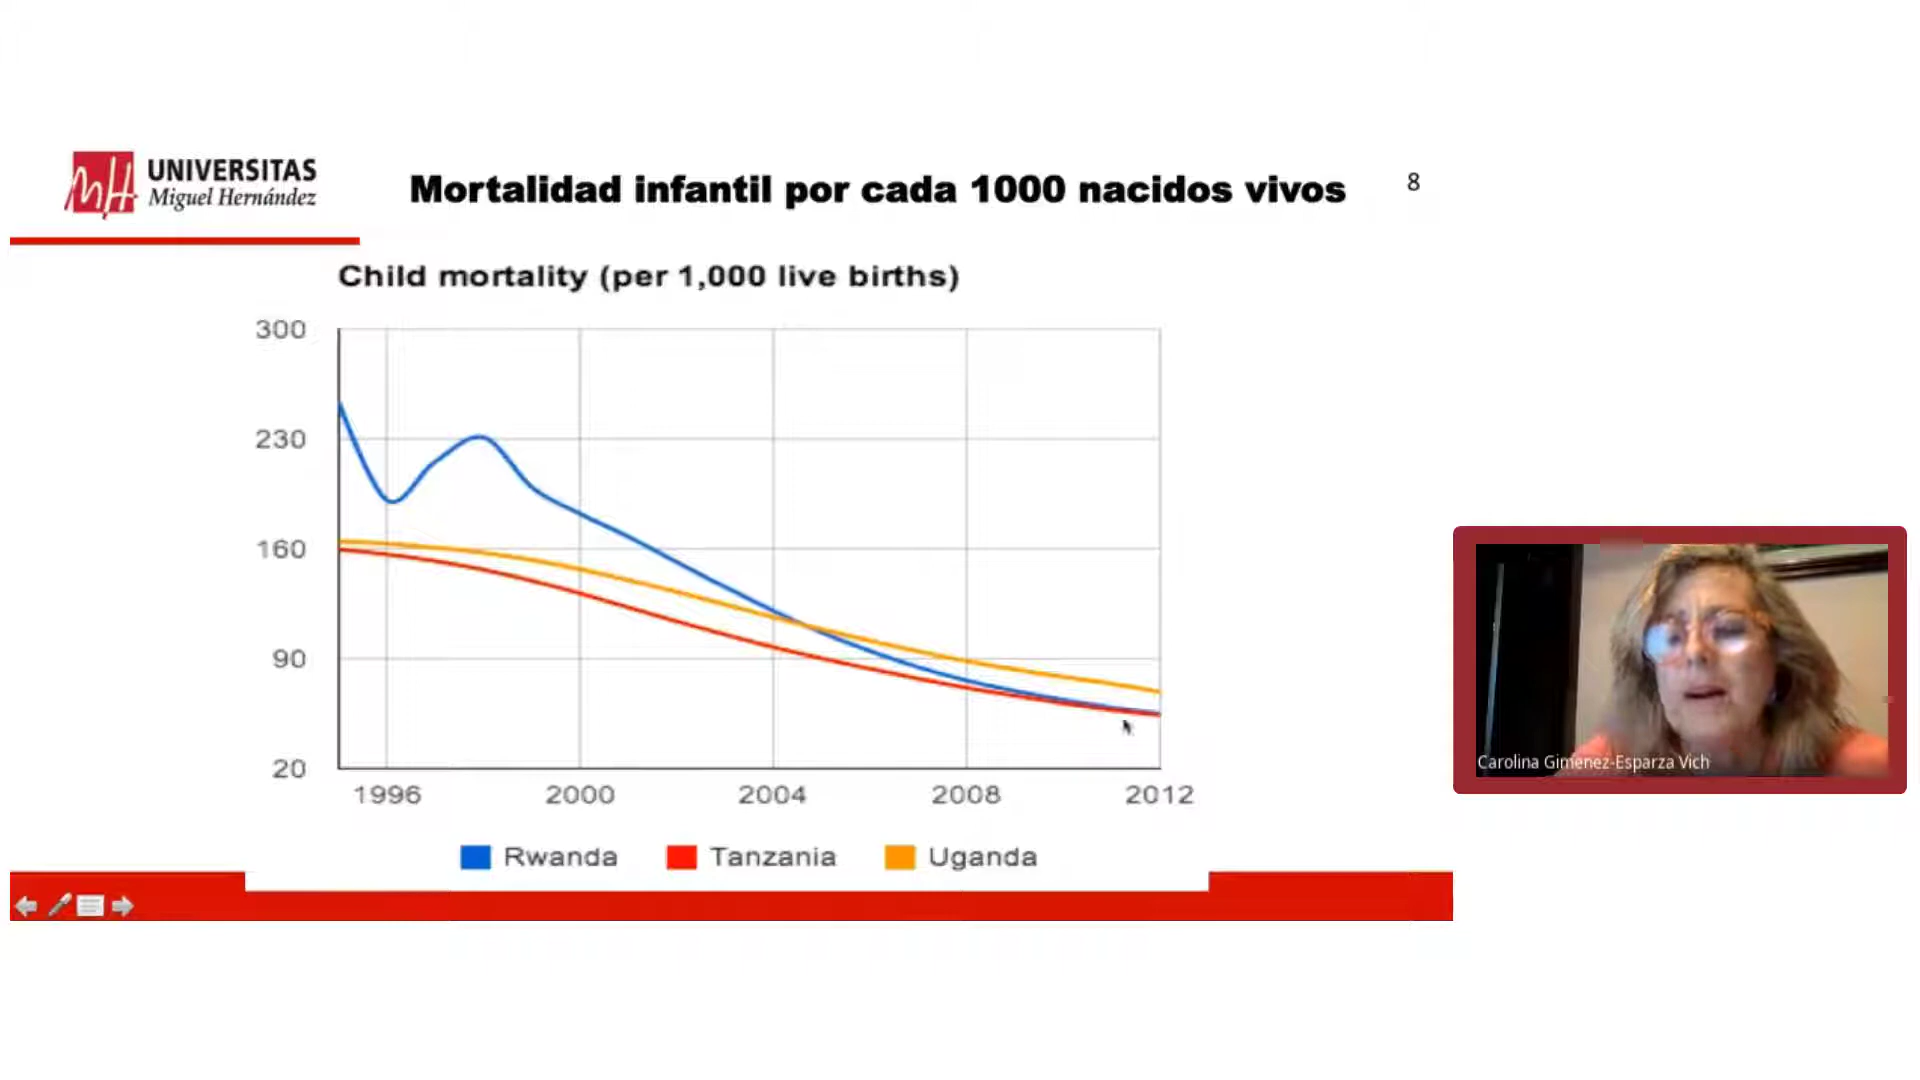 UNIVERSITAS
Miguel Hernández
Mortalidad infantil por cada 1000 nacidos vivos
8
Child mortality (per 1,000 live births)
300
230
160
90
20
1996 2000 2004 2008 2012
Rwanda Tanzania Uganda
Carolina Gimenez-Esparza Vich